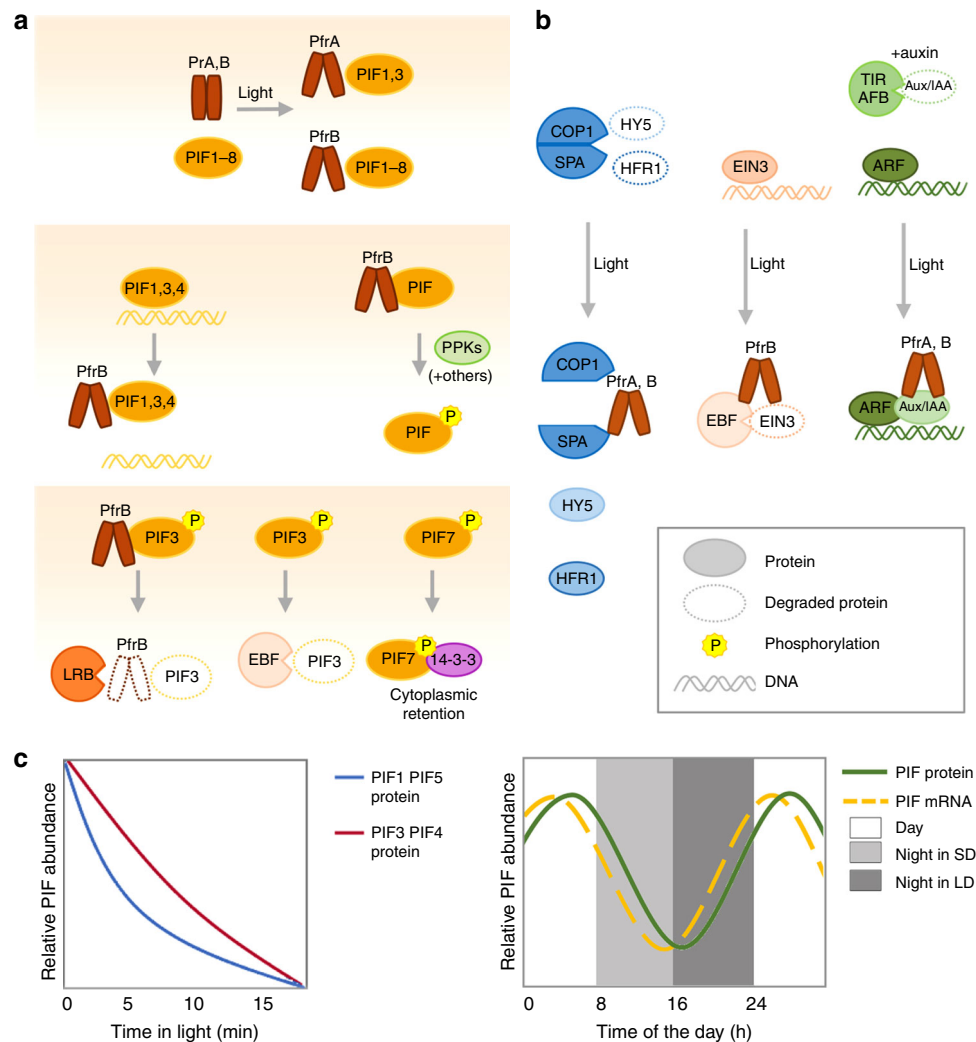 a
PrA,B
Light
PIF1–8
PfrA
PIF1,3
PfrB
PIF1–8
PIF1,3,4
PfrB
PIF1,3,4
PfrB
PIF
PPKs
(+others)
PIF
P
PfrB
PIF3
P
LRB
PfrB
PIF3
PIF3
P
EBF
PIF3
PIF7
P
PIF7
P
14-3-3
Cytoplasmic
retention
b
COP1
SPA
HY5
HFR1
Light
COP1
SPA
PfrA, B
HY5
HFR1
EIN3
Light
PfrB
EBF
EIN3
+auxin
TIR
AFB
Aux/IAA
ARF
Light
PfrA, B
ARF
Aux/IAA
Protein
Degraded protein
P
Phosphorylation
DNA
c
Relative PIF abundance
0
5
10
15
Time in light (min)
PIF1 PIF5
protein
PIF3 PIF4
protein
Relative PIF abundance
0
8
16
24
Time of the day (h)
PIF protein
PIF mRNA
Day
Night in SD
Night in LD